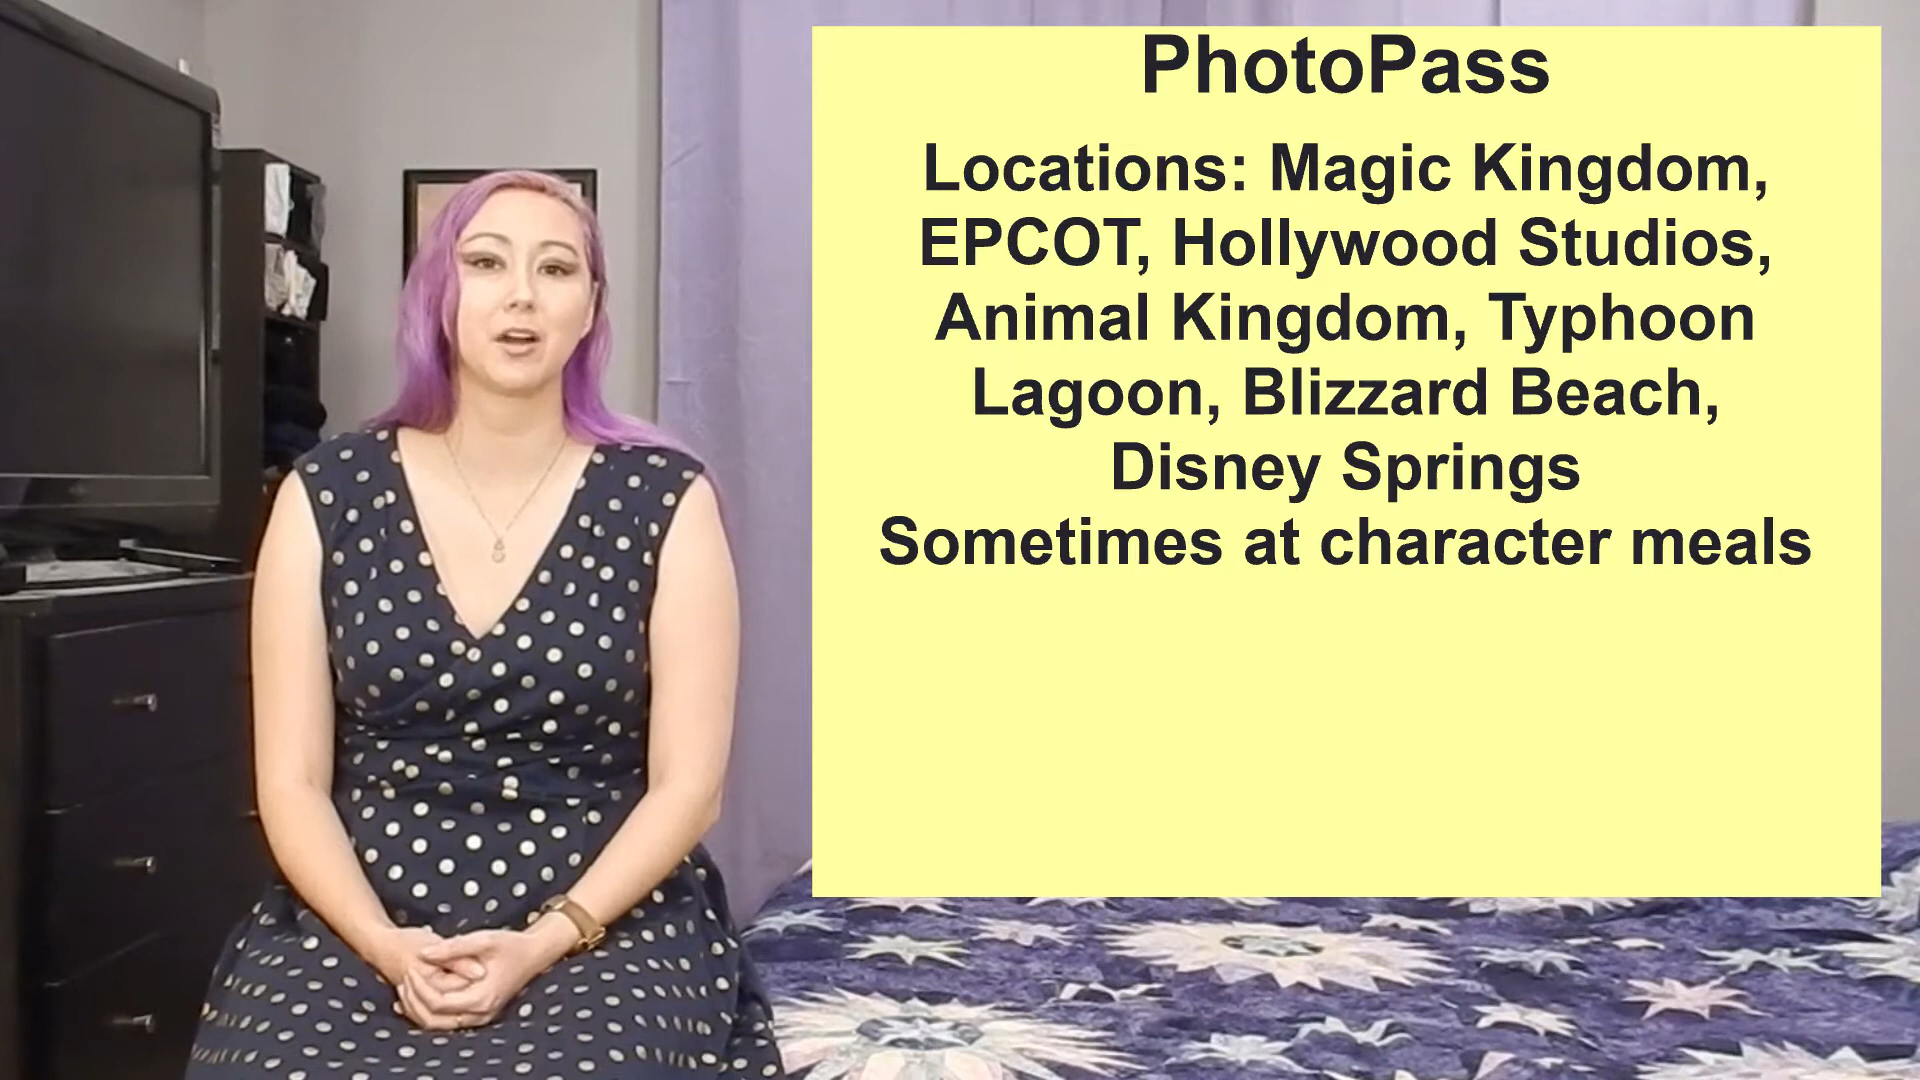 PhotoPass
Locations: Magic Kingdom,
EPCOT, Hollywood Studios,
Animal Kingdom, Typhoon
Lagoon, Blizzard Beach,
Disney Springs
Sometimes at character meals